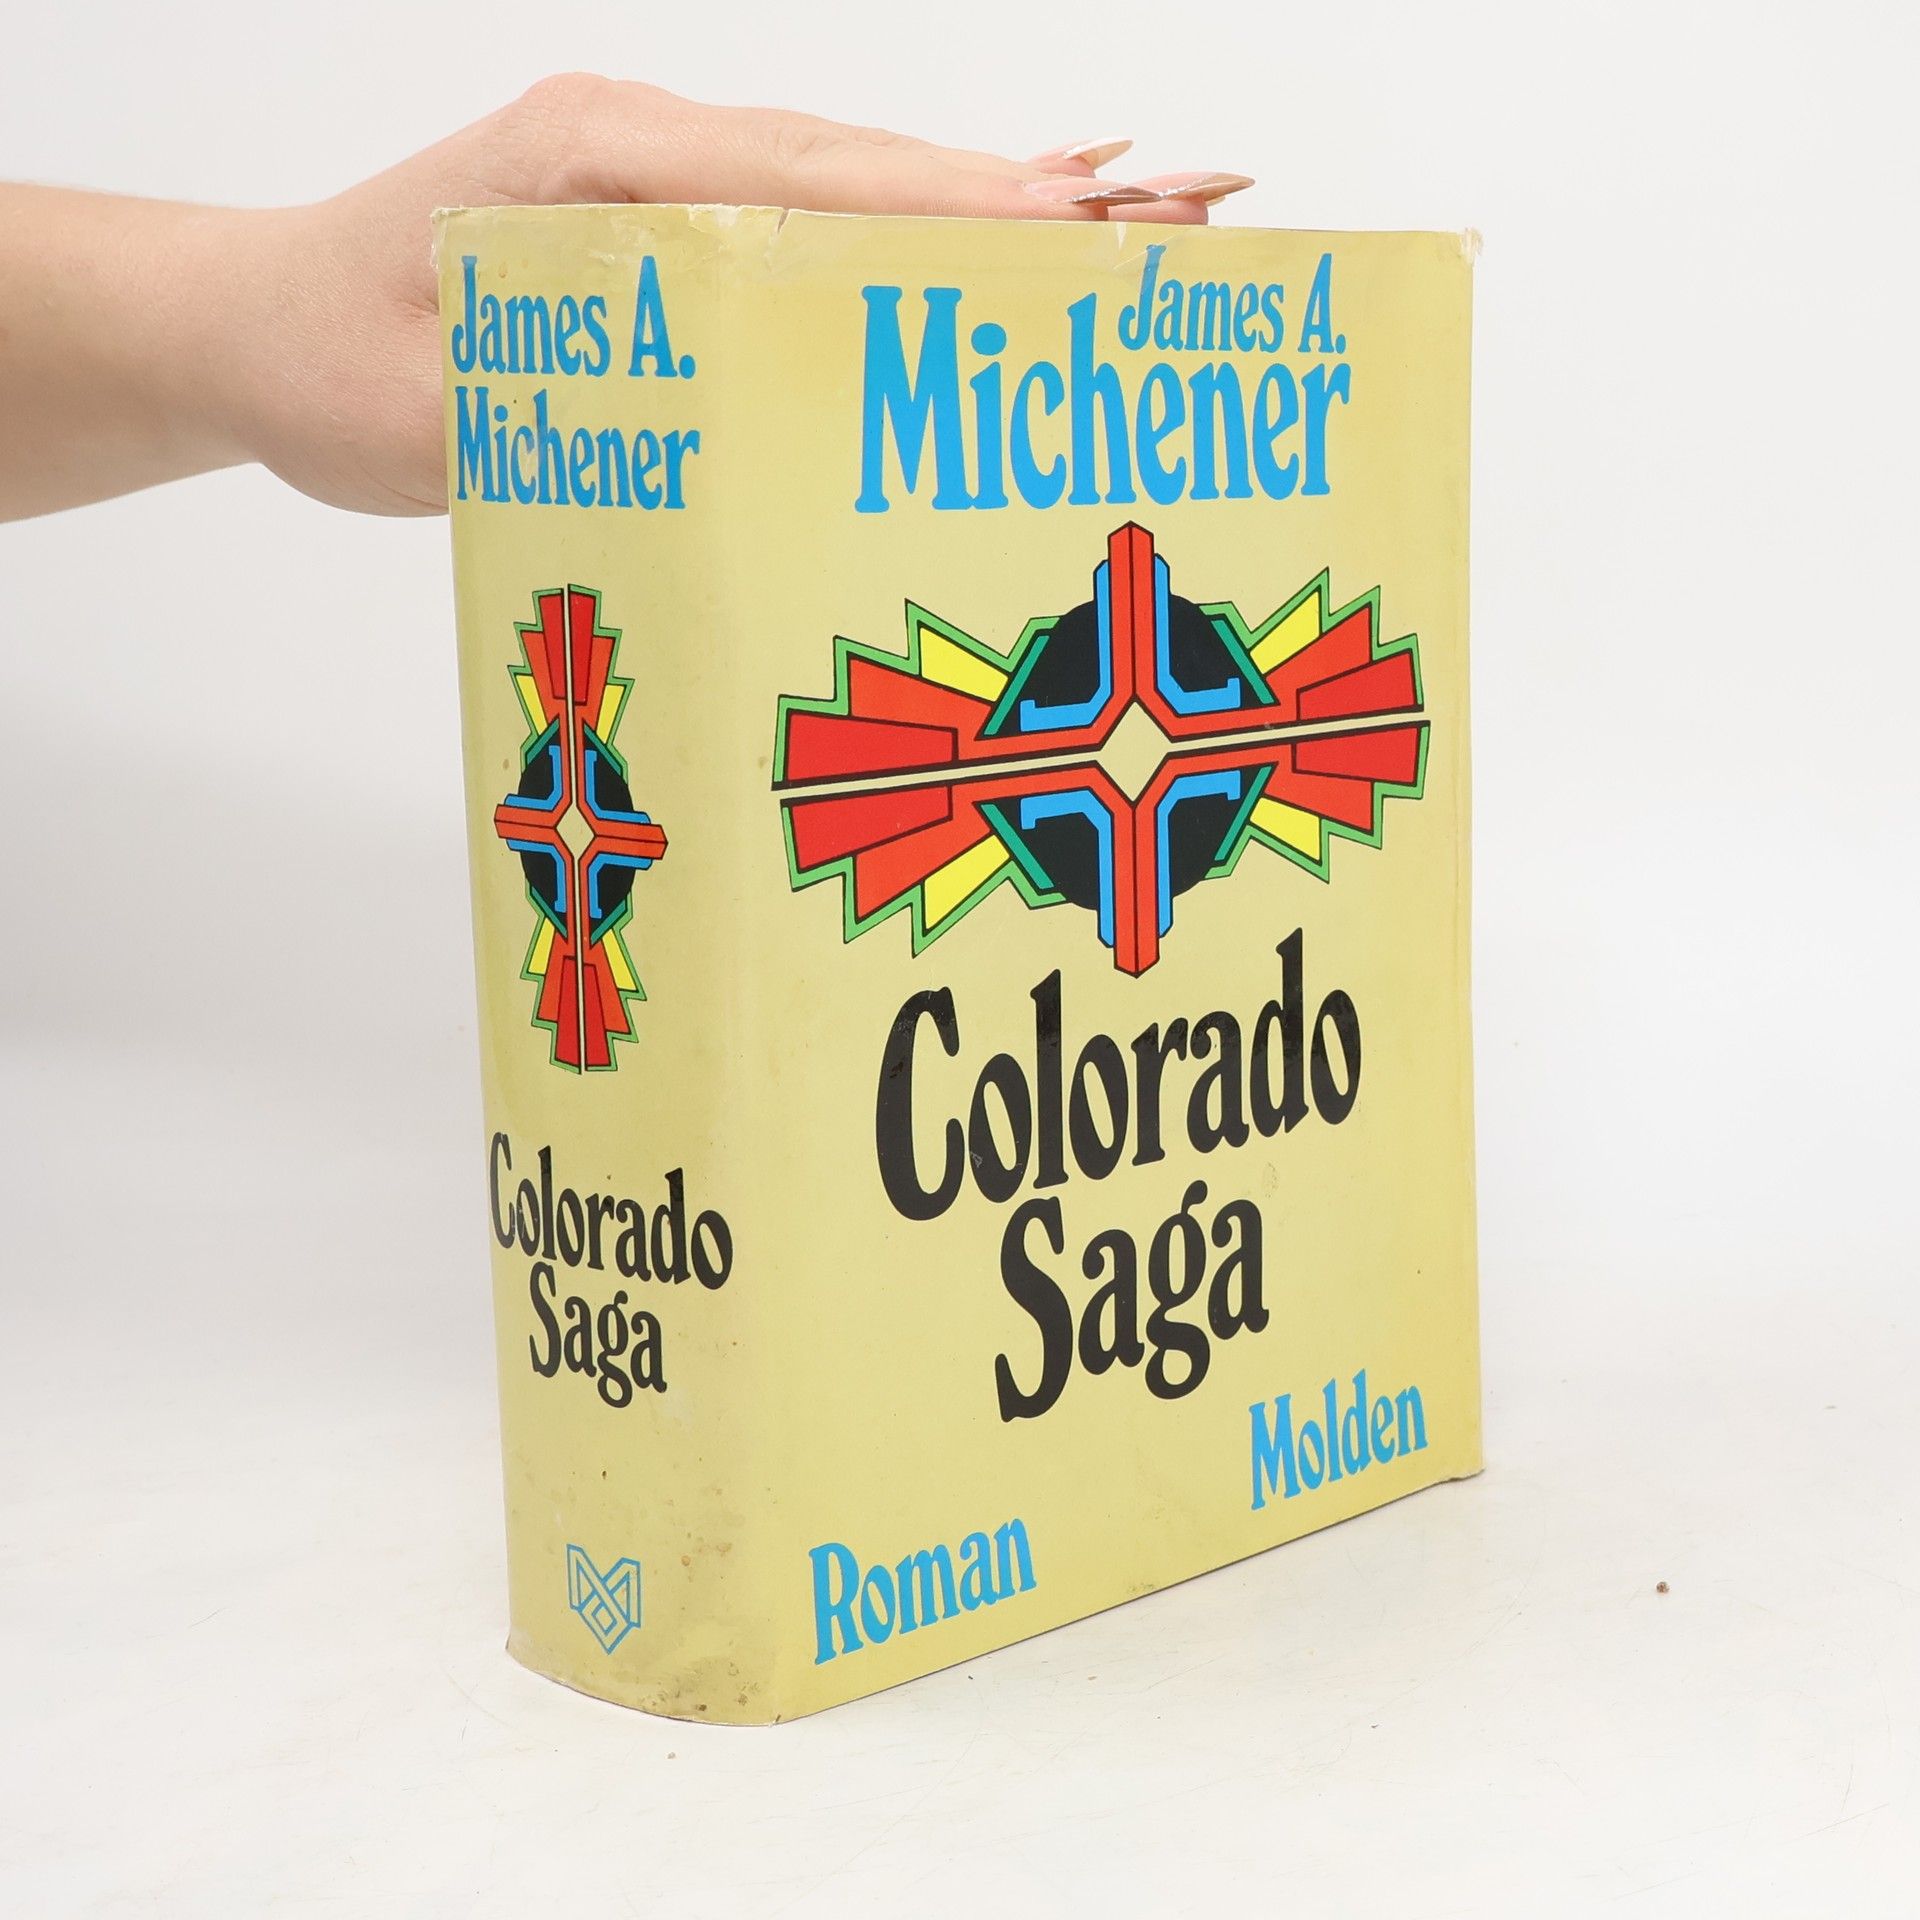 James A.
Michener
Colorado
Saga
James A.
Michener
Colorado
Saga
Molden
Roman